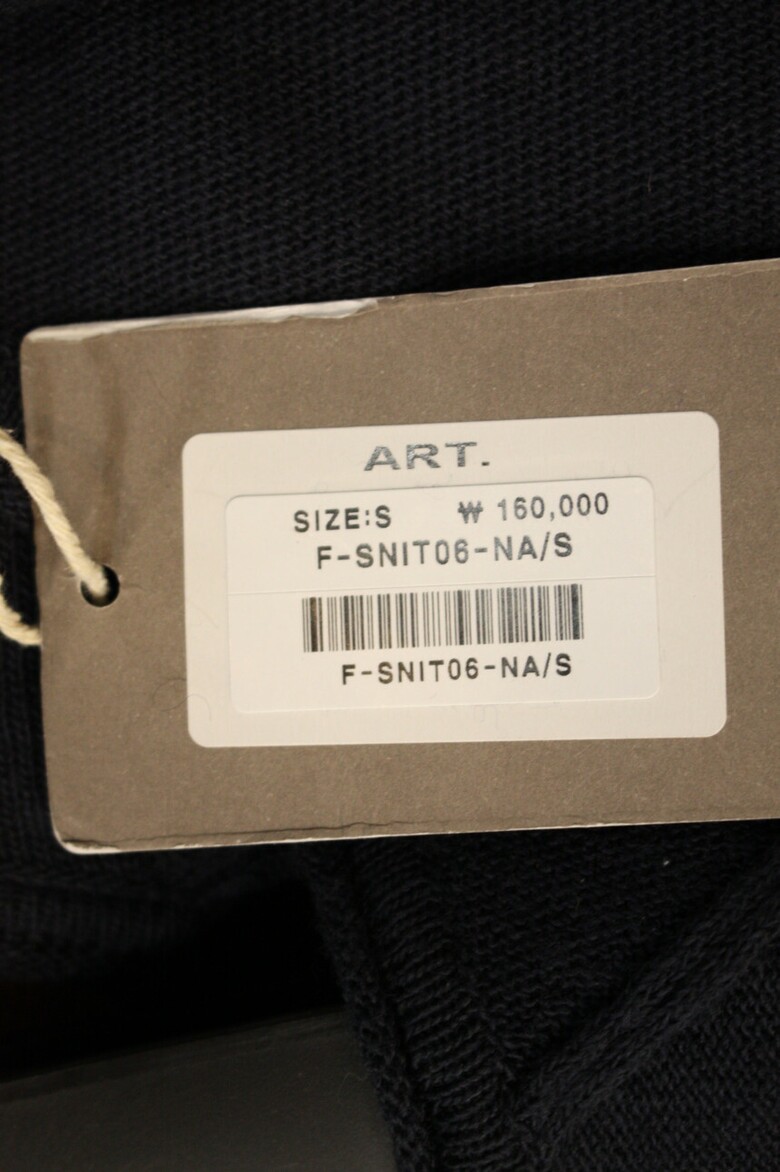 ART.
SIZE:S ₩ 160,000
F-SNIT06-NA/S
F-SNIT06-NA/S